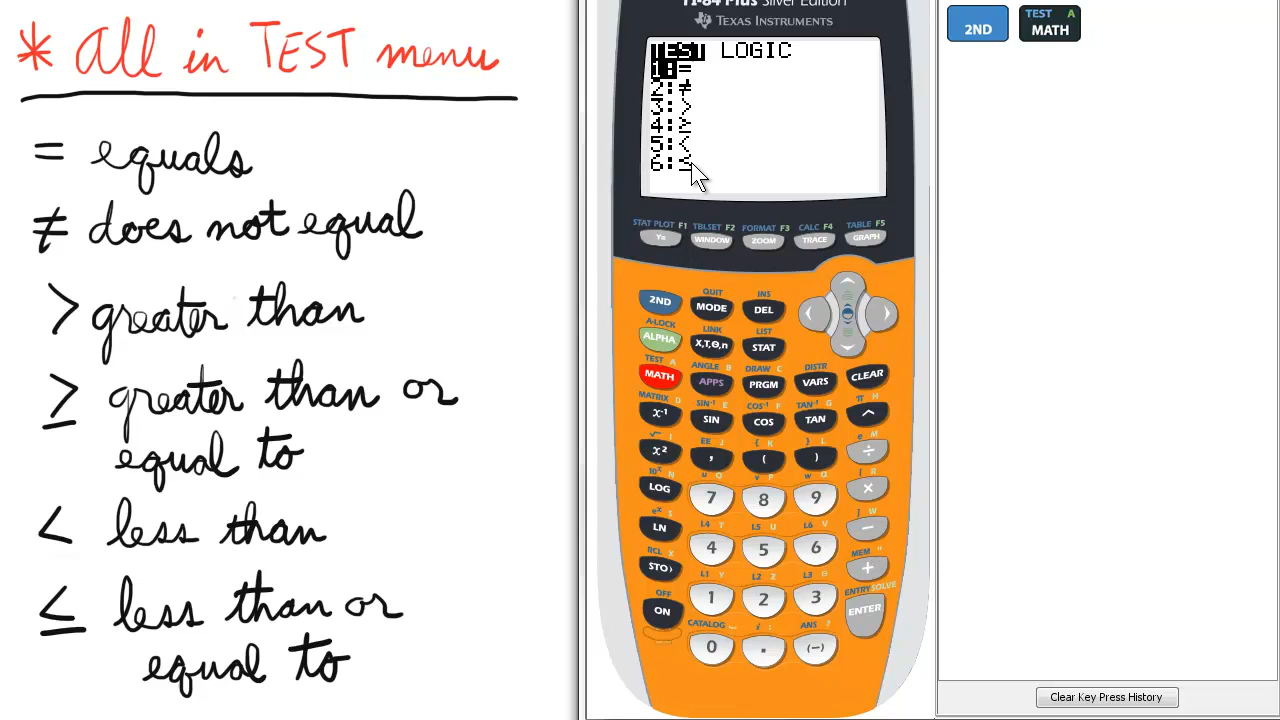 * All in TEST menu
= equals
≠ does not equal
> greater than
≥ greater than or
equal to
< less than
≤ less than or
equal to
TI-84 Plus Silver Edition
TEXAS INSTRUMENTS
TEST LOGIC
1:=
2:≠
3:>
4:≥
5:<
6:≤
STAT PLOT F1 TBLSET F2 FORMAT F3 CALC F4 TABLE F5
Y= WINDOW ZOOM TRACE GRAPH
QUIT INS
2ND MODE DEL
A-LOCK LINK LIST
ALPHA X,T,Θ,n STAT
TEST A ANGLE B DRAW C DISTR
MATH APPS PRGM VARS CLEAR
MATRIX D SIN⁻¹ E COS⁻¹ F TAN⁻¹ G π H
x⁻¹ SIN COS TAN ^
√ I EE J { K } L e M
x² , ( ) ÷
10ˣ N u O v P w Q [ R
LOG 7 8 9 ×
eˣ S L4 T L5 U L6 V ] W
LN 4 5 6 −
RCL X L1 Y L2 Z L3 θ MEM "
STO› 1 2 3 +
OFF CATALOG ⎵ i : ANS ? ENTRY SOLVE
ON 0 . (−) ENTER
2ND
TEST A
MATH
Clear Key Press History